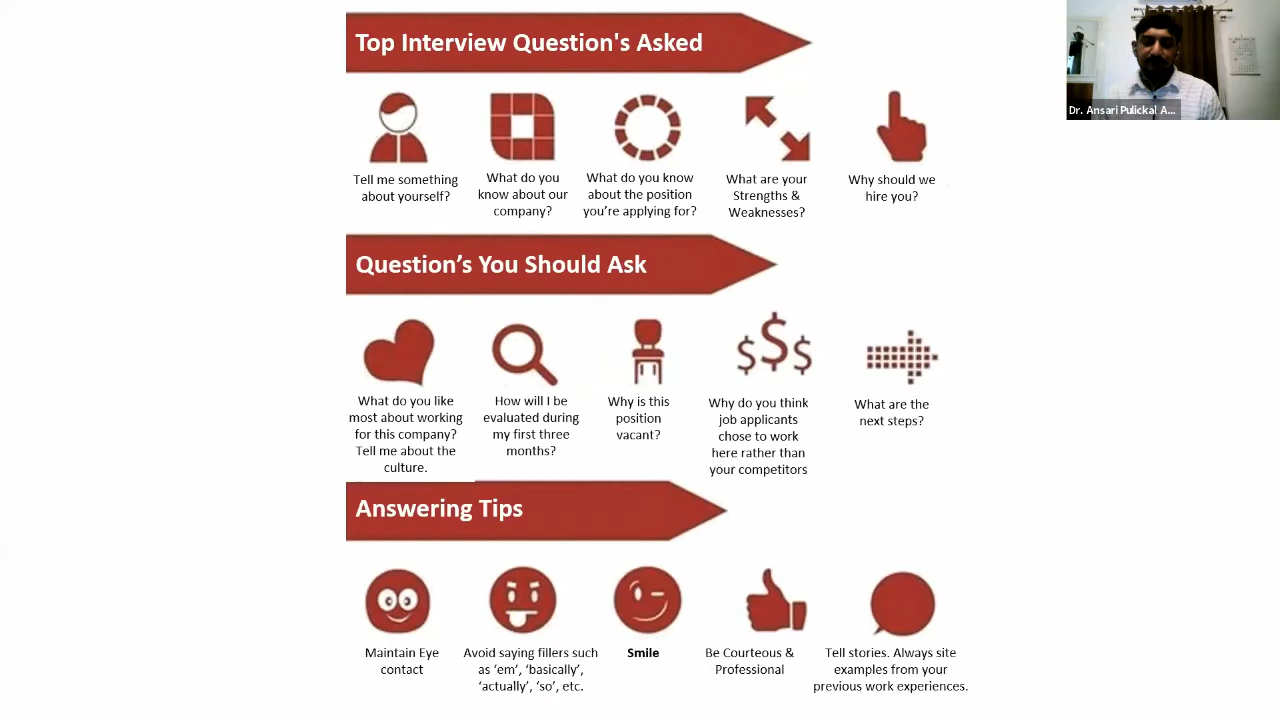 Top Interview Question's Asked
Tell me something
about yourself?
What do you
know about our
company?
What do you know
about the position
you're applying for?
What are your
Strengths &
Weaknesses?
Why should we
hire you?
Question’s You Should Ask
What do you like
most about working
for this company?
Tell me about the
culture.
How will I be
evaluated during
my first three
months?
Why is this
position
vacant?
$$$
Why do you think
job applicants
chose to work
here rather than
your competitors
What are the
next steps?
Answering Tips
Maintain Eye
contact
Avoid saying fillers such
as ‘em’, ‘basically’,
‘actually’, ‘so’, etc.
Smile
Be Courteous &
Professional
Tell stories. Always site
examples from your
previous work experiences.
Dr. Ansari Pulickal A...